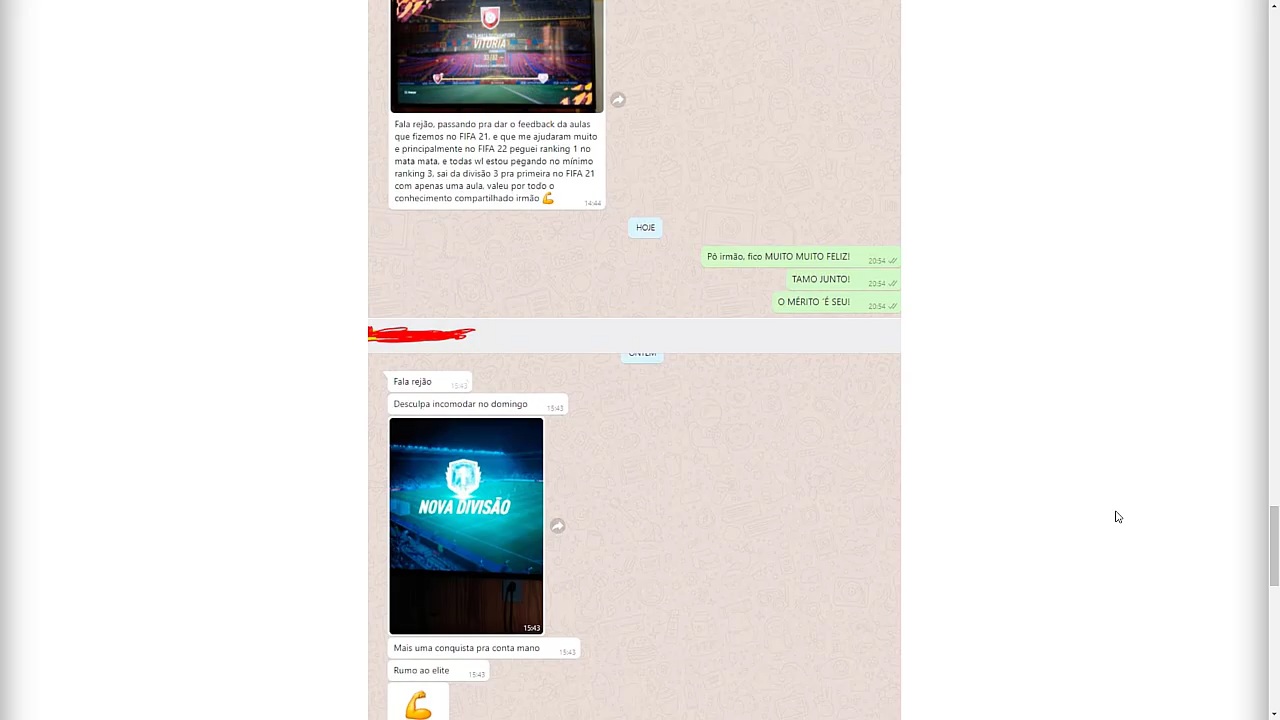 VITÓRIA
Fala rejão, passando pra dar o feedback da aulas
que fizemos no FIFA 21. e que me ajudaram muito
e principalmente no FIFA 22 peguei ranking 1 no
mata mata. e todas wl estou pegando no mínimo
ranking 3, sai da divisão 3 pra primeira no FIFA 21
com apenas uma aula. valeu por todo o
conhecimento compartilhado irmão 💪
14:44
HOJE
Pô irmão, fico MUITO MUITO FELIZ!
20:54
TAMO JUNTO!
20:54
O MÉRITO ´É SEU!
20:54
ONTEM
Fala rejão
15:43
Desculpa incomodar no domingo
15:43
NOVA DIVISÃO
15:43
Mais uma conquista pra conta mano
15:43
Rumo ao elite
15:43
💪